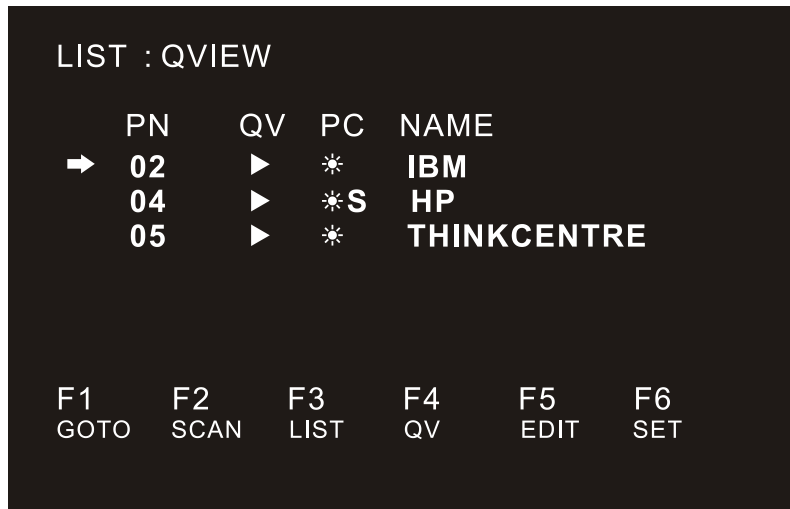 LIST : QVIEW
PN QV PC NAME
➡ 02 ▶ ☀ IBM
04 ▶ ☀S HP
05 ▶ ☀ THINKCENTRE
F1 F2 F3 F4 F5 F6
GOTO SCAN LIST QV EDIT SET